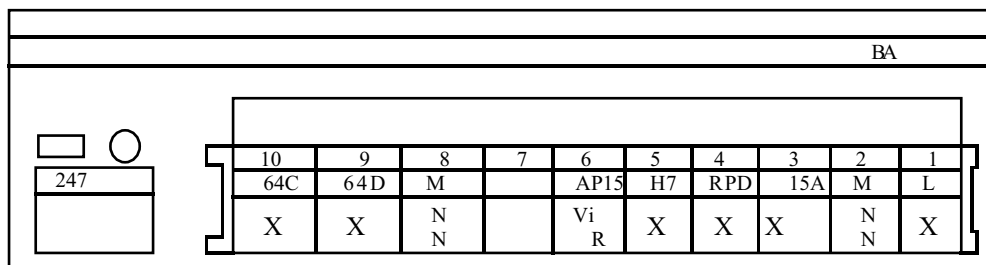 BA
10 9 8 7 6 5 4 3 2 1
247 64C 64D M AP15 H7 RPD 15A M L
X X N Vi X X X N X
N R N